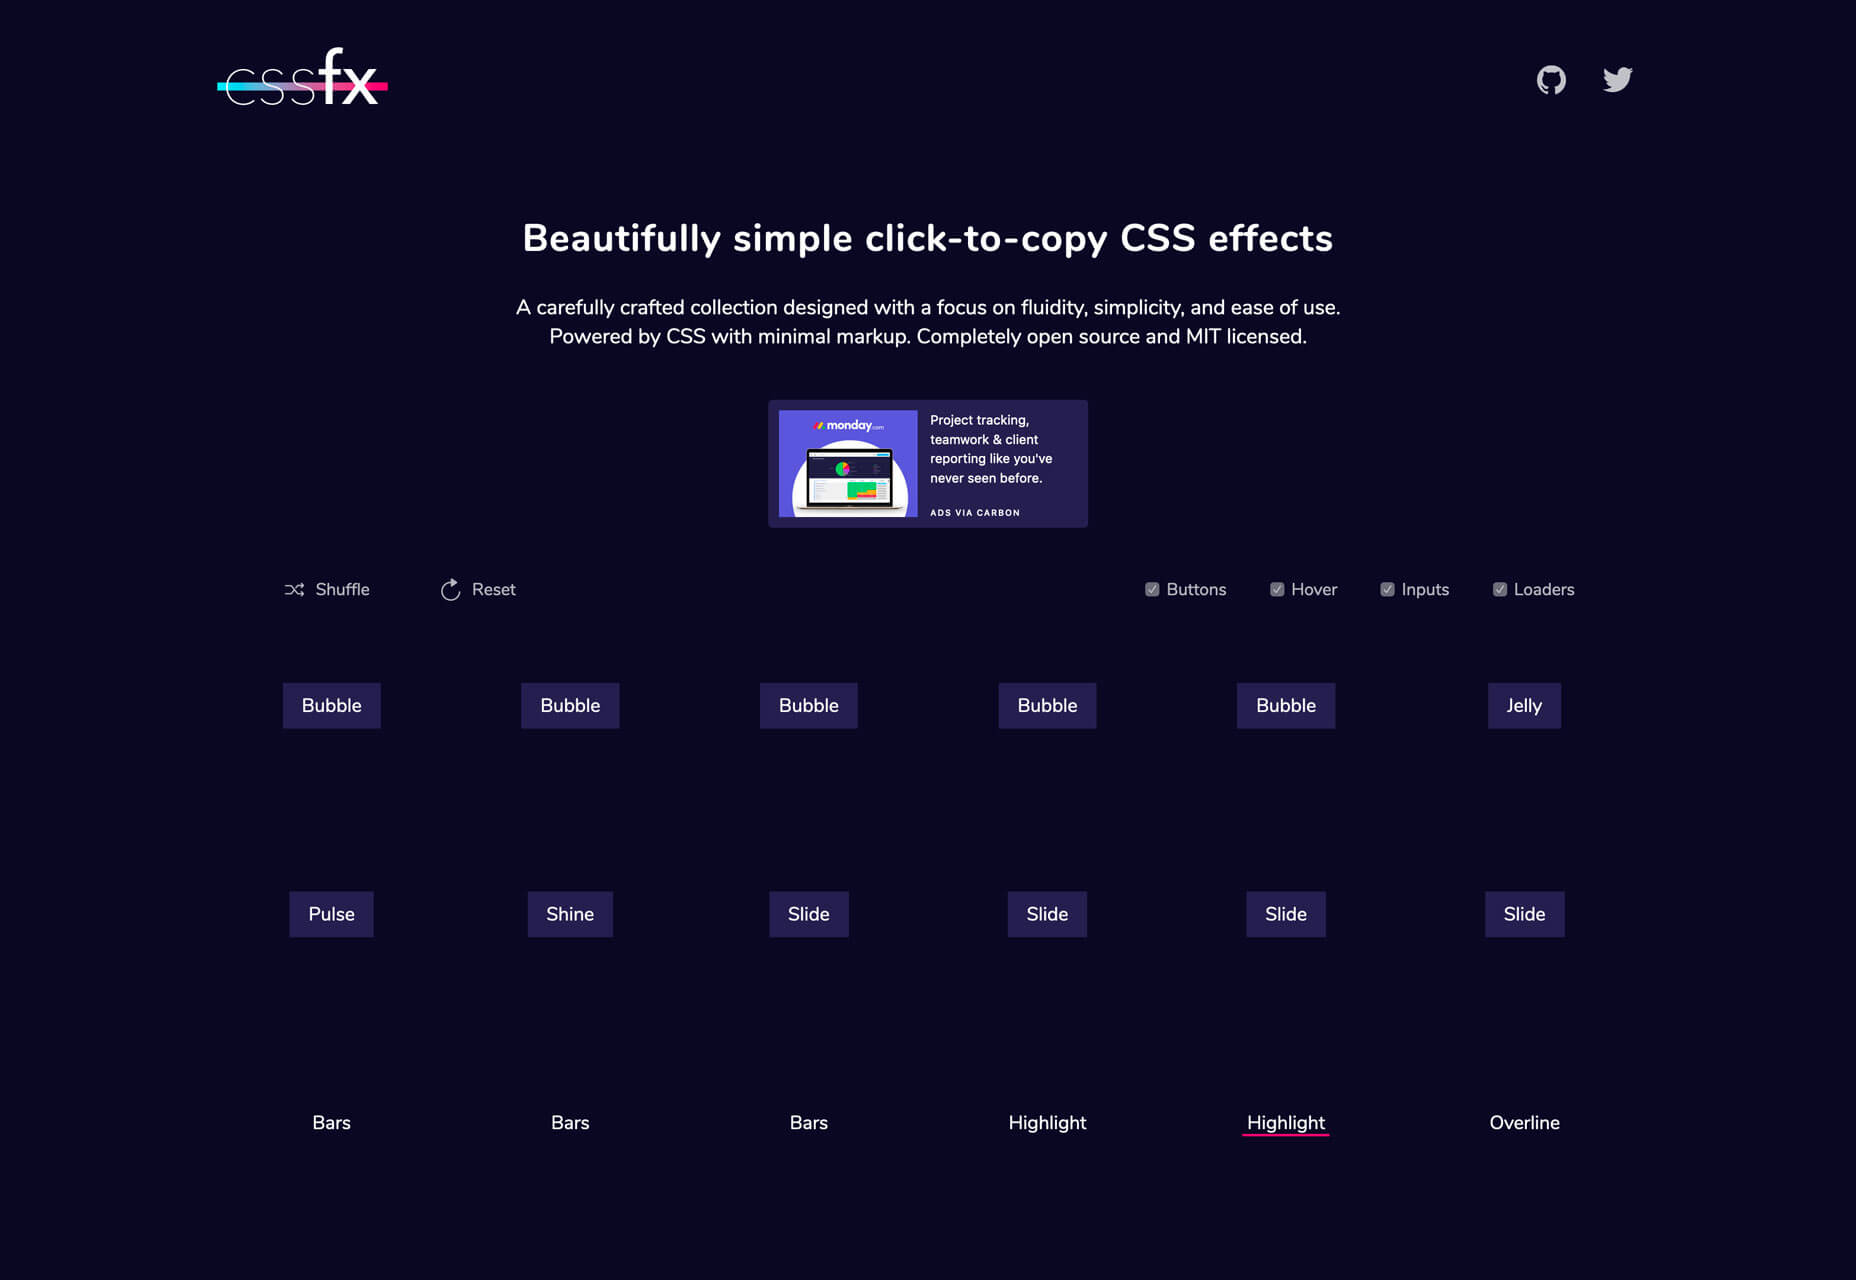 cssfx
Beautifully simple click-to-copy CSS effects
A carefully crafted collection designed with a focus on fluidity, simplicity, and ease of use.
Powered by CSS with minimal markup. Completely open source and MIT licensed.
monday.com
Project tracking,
teamwork & client
reporting like you've
never seen before.
ADS VIA CARBON
Shuffle Reset Buttons Hover Inputs Loaders
Bubble Bubble Bubble Bubble Bubble Jelly
Pulse Shine Slide Slide Slide Slide
Bars Bars Bars Highlight Highlight Overline